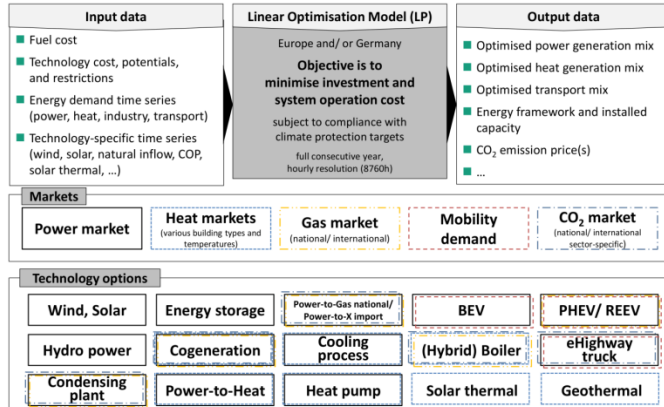 Input data
Fuel cost
Technology cost, potentials,
and restrictions
Energy demand time series
(power, heat, industry, transport)
Technology-specific time series
(wind, solar, natural inflow, COP,
solar thermal, ...)
Linear Optimisation Model (LP)
Europe and/ or Germany
Objective is to
minimise investment and
system operation cost
subject to compliance with
climate protection targets
full consecutive year,
hourly resolution (8760h)
Output data
Optimised power generation mix
Optimised heat generation mix
Optimised transport mix
Energy framework and installed
capacity
CO₂ emission price(s)
...
Markets
Power market
Heat markets
(various building types and
temperatures)
Gas market
(national/ international)
Mobility
demand
CO₂ market
(national/ international
sector-specific)
Technology options
Wind, Solar
Energy storage
Power-to-Gas national/
Power-to-X import
BEV
PHEV/ REEV
Hydro power
Cogeneration
Cooling
process
(Hybrid) Boiler
eHighway
truck
Condensing
plant
Power-to-Heat
Heat pump
Solar thermal
Geothermal